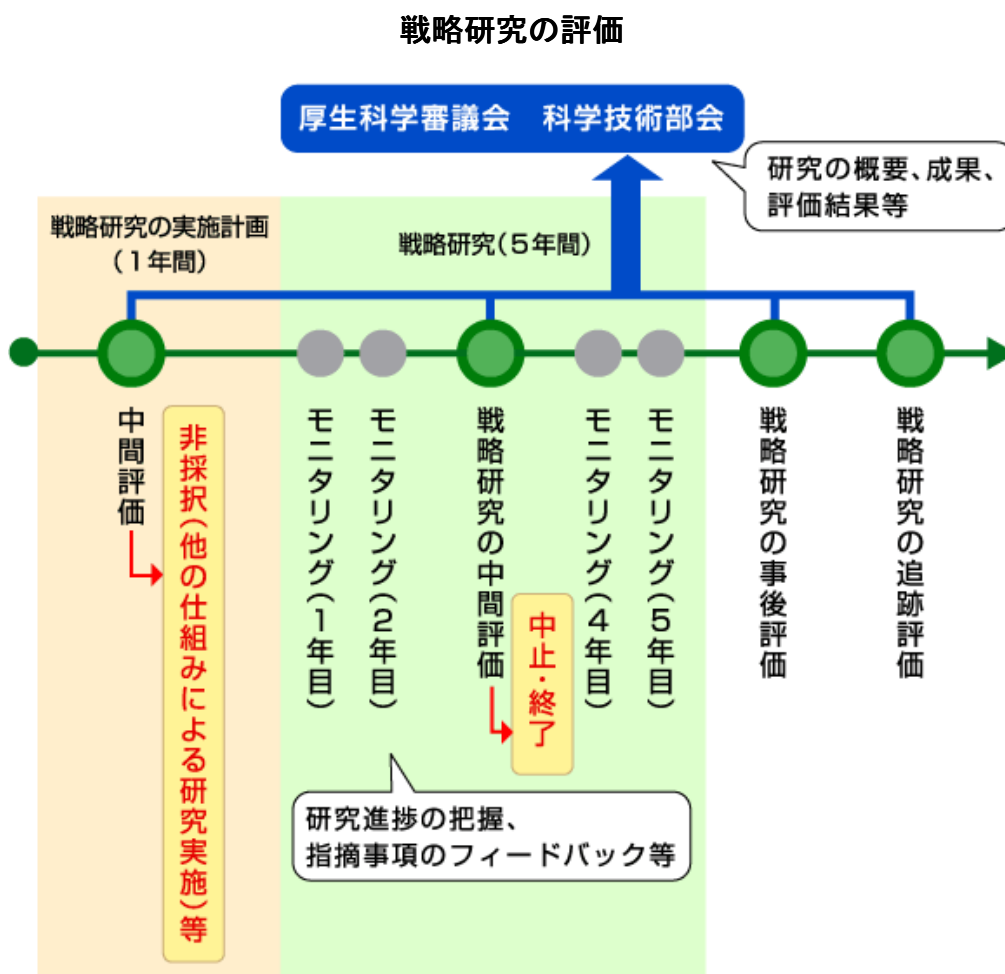 戦略研究の評価
厚生科学審議会　科学技術部会
研究の概要、成果、
評価結果等
戦略研究の実施計画
(１年間)
戦略研究(５年間)
中間評価
非採択(他の仕組みによる研究実施)等
モニタリング(１年目)
モニタリング(２年目)
戦略研究の中間評価
中止・終了
モニタリング(４年目)
モニタリング(５年目)
戦略研究の事後評価
戦略研究の追跡評価
研究進捗の把握、
指摘事項のフィードバック等